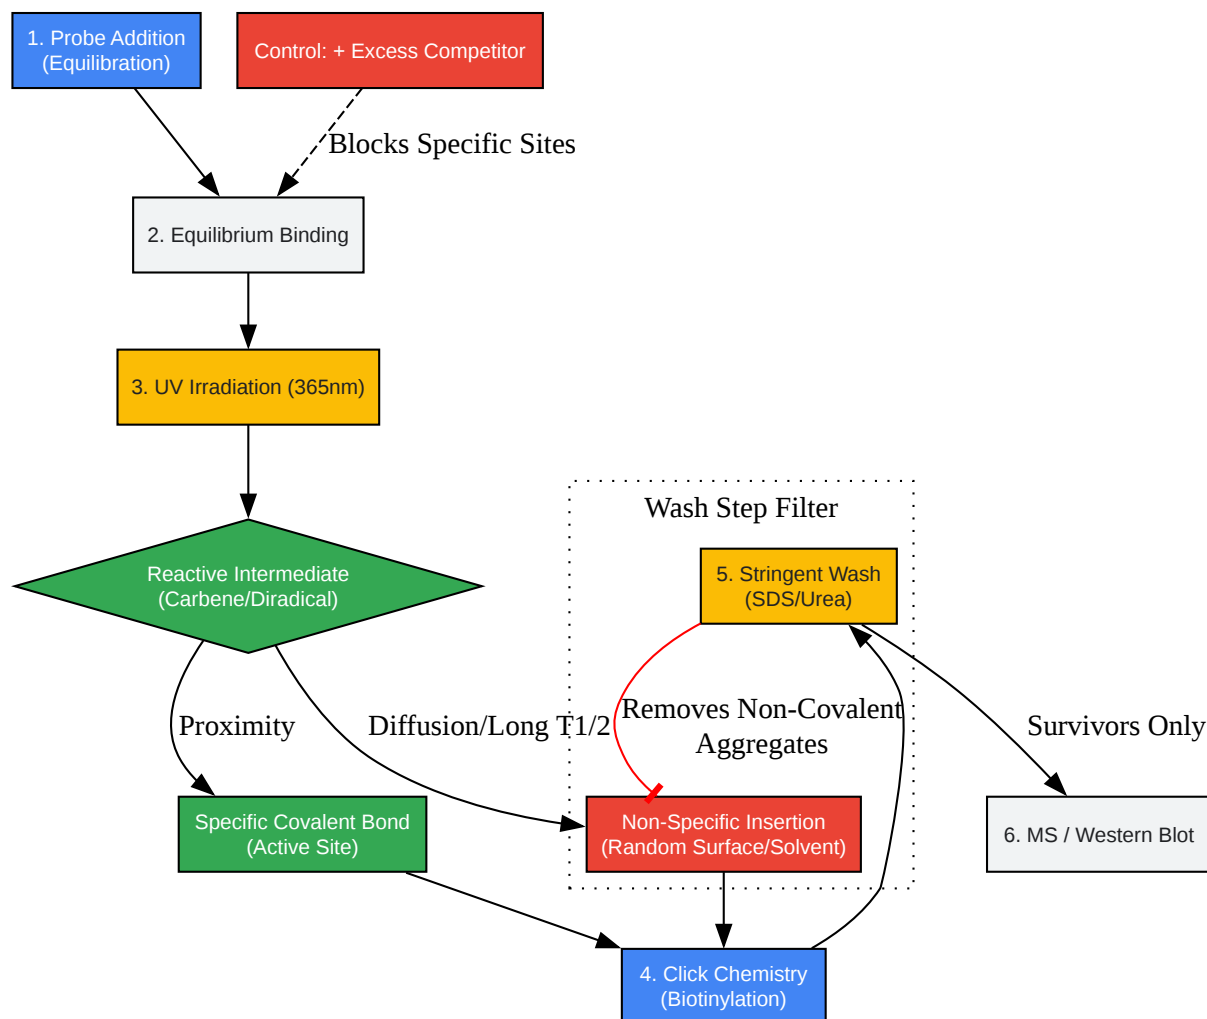 1. Probe Addition
(Equilibration)
Control: + Excess Competitor
Blocks Specific Sites
2. Equilibrium Binding
3. UV Irradiation (365nm)
Wash Step Filter
Reactive Intermediate
(Carbene/Diradical)
5. Stringent Wash
(SDS/Urea)
Proximity
Diffusion/Long T1/2
Removes Non-Covalent
Aggregates
Survivors Only
Specific Covalent Bond
(Active Site)
Non-Specific Insertion
(Random Surface/Solvent)
6. MS / Western Blot
4. Click Chemistry
(Biotinylation)